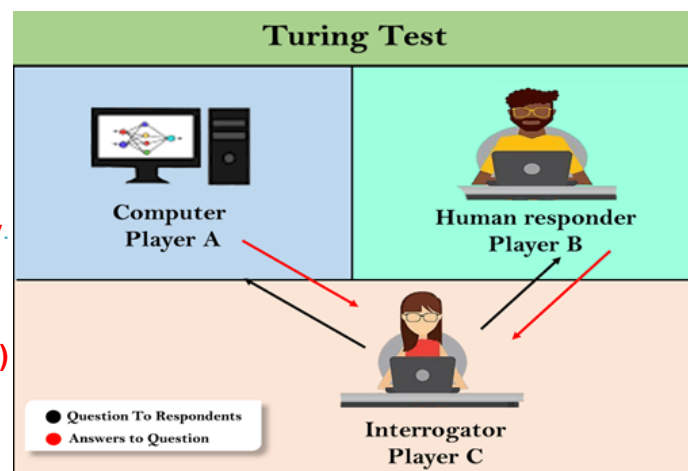 Turing Test
Computer
Player A
Human responder
Player B
.
)
Question To Respondents
Answers to Question
Interrogator
Player C